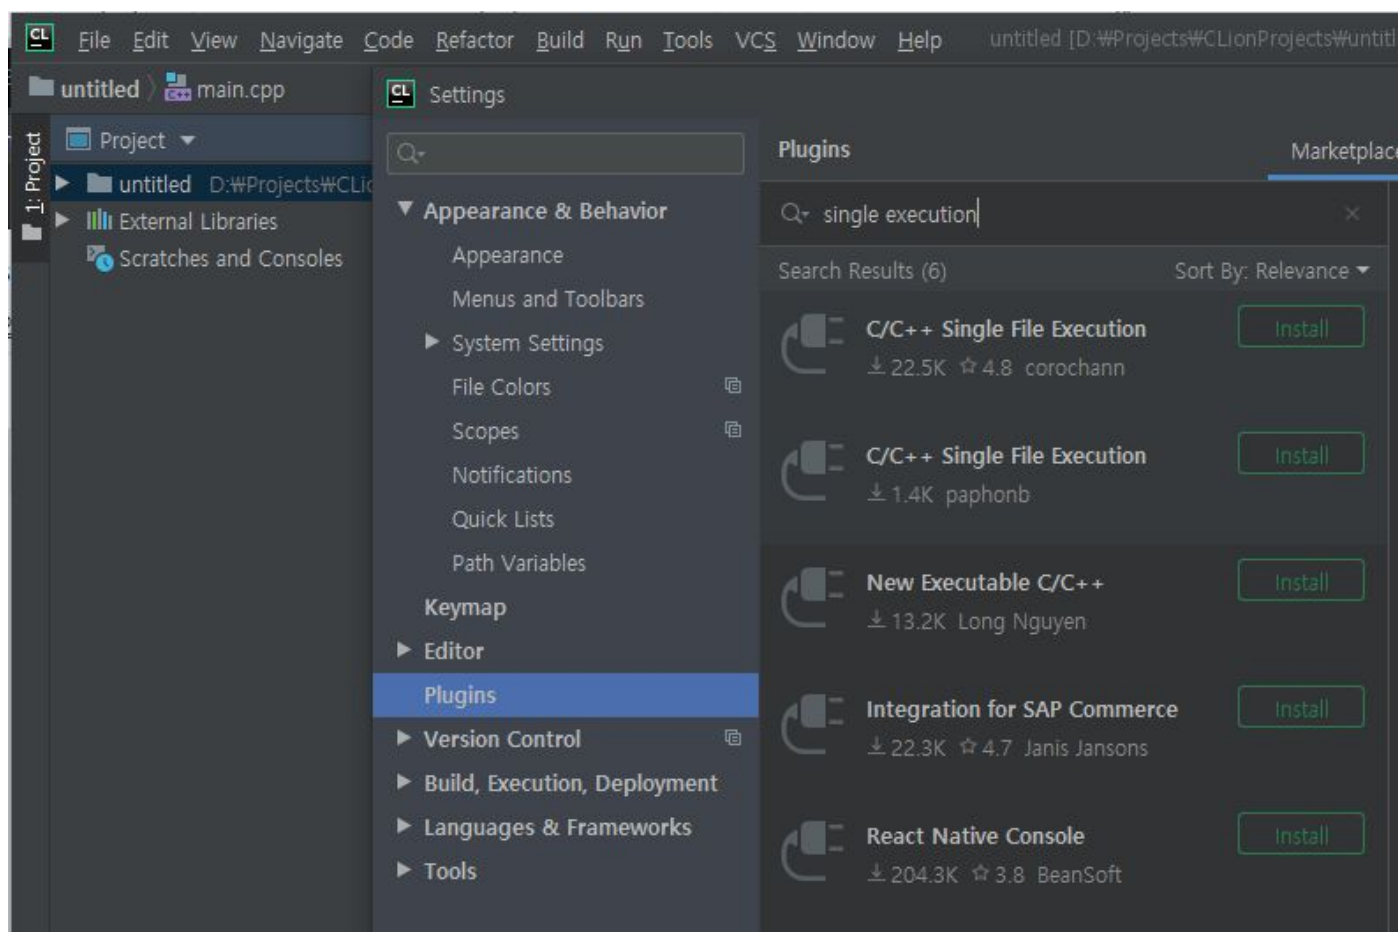 CL File Edit View Navigate Code Refactor Build Run Tools VCS Window Help untitled [D:₩Projects₩CLionProjects₩untitl
untitled main.cpp
CL Settings
1: Project
Project
untitled D:₩Projects₩CLio
External Libraries
Scratches and Consoles
Appearance & Behavior
Appearance
Menus and Toolbars
System Settings
File Colors
Scopes
Notifications
Quick Lists
Path Variables
Keymap
Editor
Plugins
Version Control
Build, Execution, Deployment
Languages & Frameworks
Tools
Plugins Marketplace
single execution
Search Results (6) Sort By: Relevance
C/C++ Single File Execution Install
22.5K 4.8 corochann
C/C++ Single File Execution Install
1.4K paphonb
New Executable C/C++ Install
13.2K Long Nguyen
Integration for SAP Commerce Install
22.3K 4.7 Janis Jansons
React Native Console Install
204.3K 3.8 BeanSoft